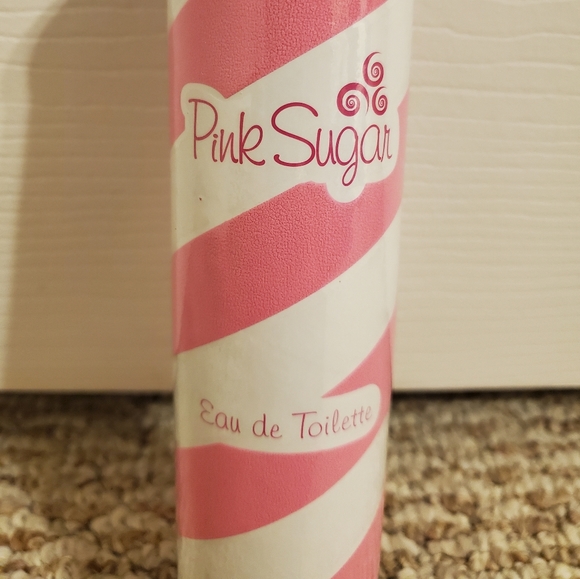 Pink Sugar
Eau de Toilette